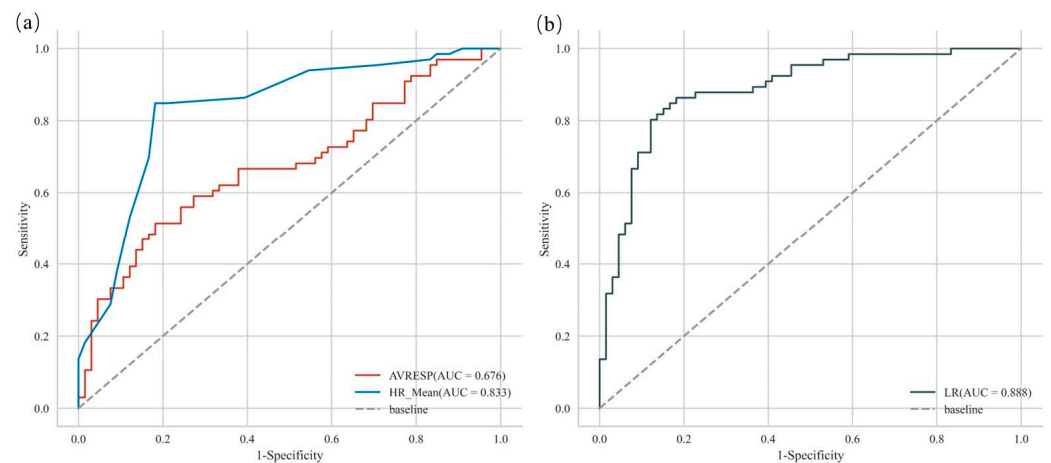 (a)
1.0
0.8
0.6
0.4
0.2
0.0
Sensitivity
0.0 0.2 0.4 0.6 0.8 1.0
1-Specificity
AVRESP(AUC = 0.676)
HR_Mean(AUC = 0.833)
baseline
(b)
1.0
0.8
0.6
0.4
0.2
0.0
Sensitivity
0.0 0.2 0.4 0.6 0.8 1.0
1-Specificity
LR(AUC = 0.888)
baseline